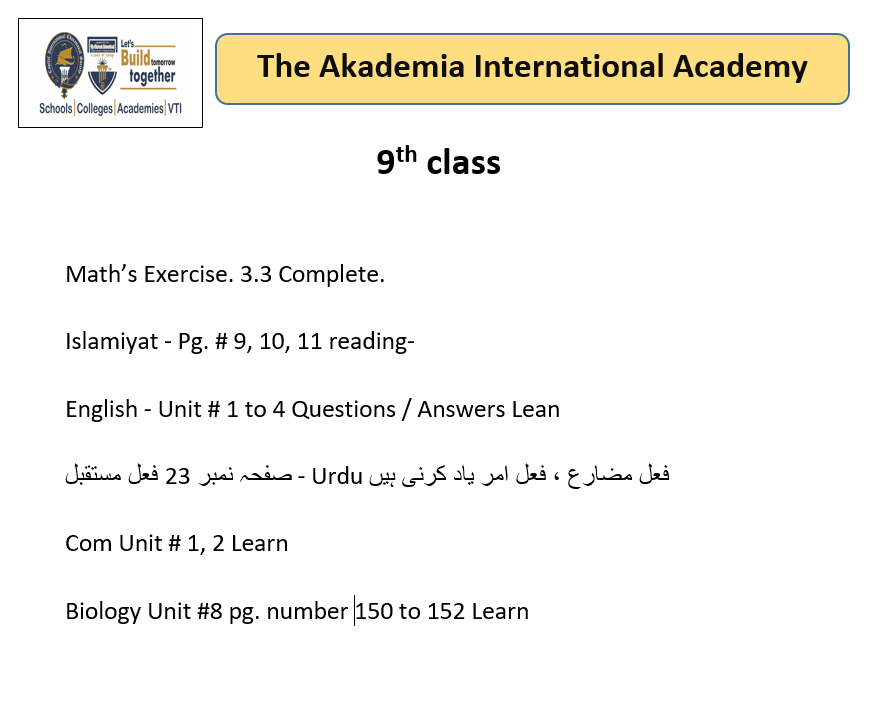 Let's
Build tomorrow
together
Schools|Colleges|Academies|VTI
The Akademia International Academy
9th class
Math’s Exercise. 3.3 Complete.
Islamiyat - Pg. # 9, 10, 11 reading-
English - Unit # 1 to 4 Questions / Answers Lean
صفحہ نمبر 23 فعل مستقبل - Urdu فعل مضارع ، فعل امر یاد کرنی ہیں
Com Unit # 1, 2 Learn
Biology Unit #8 pg. number 150 to 152 Learn